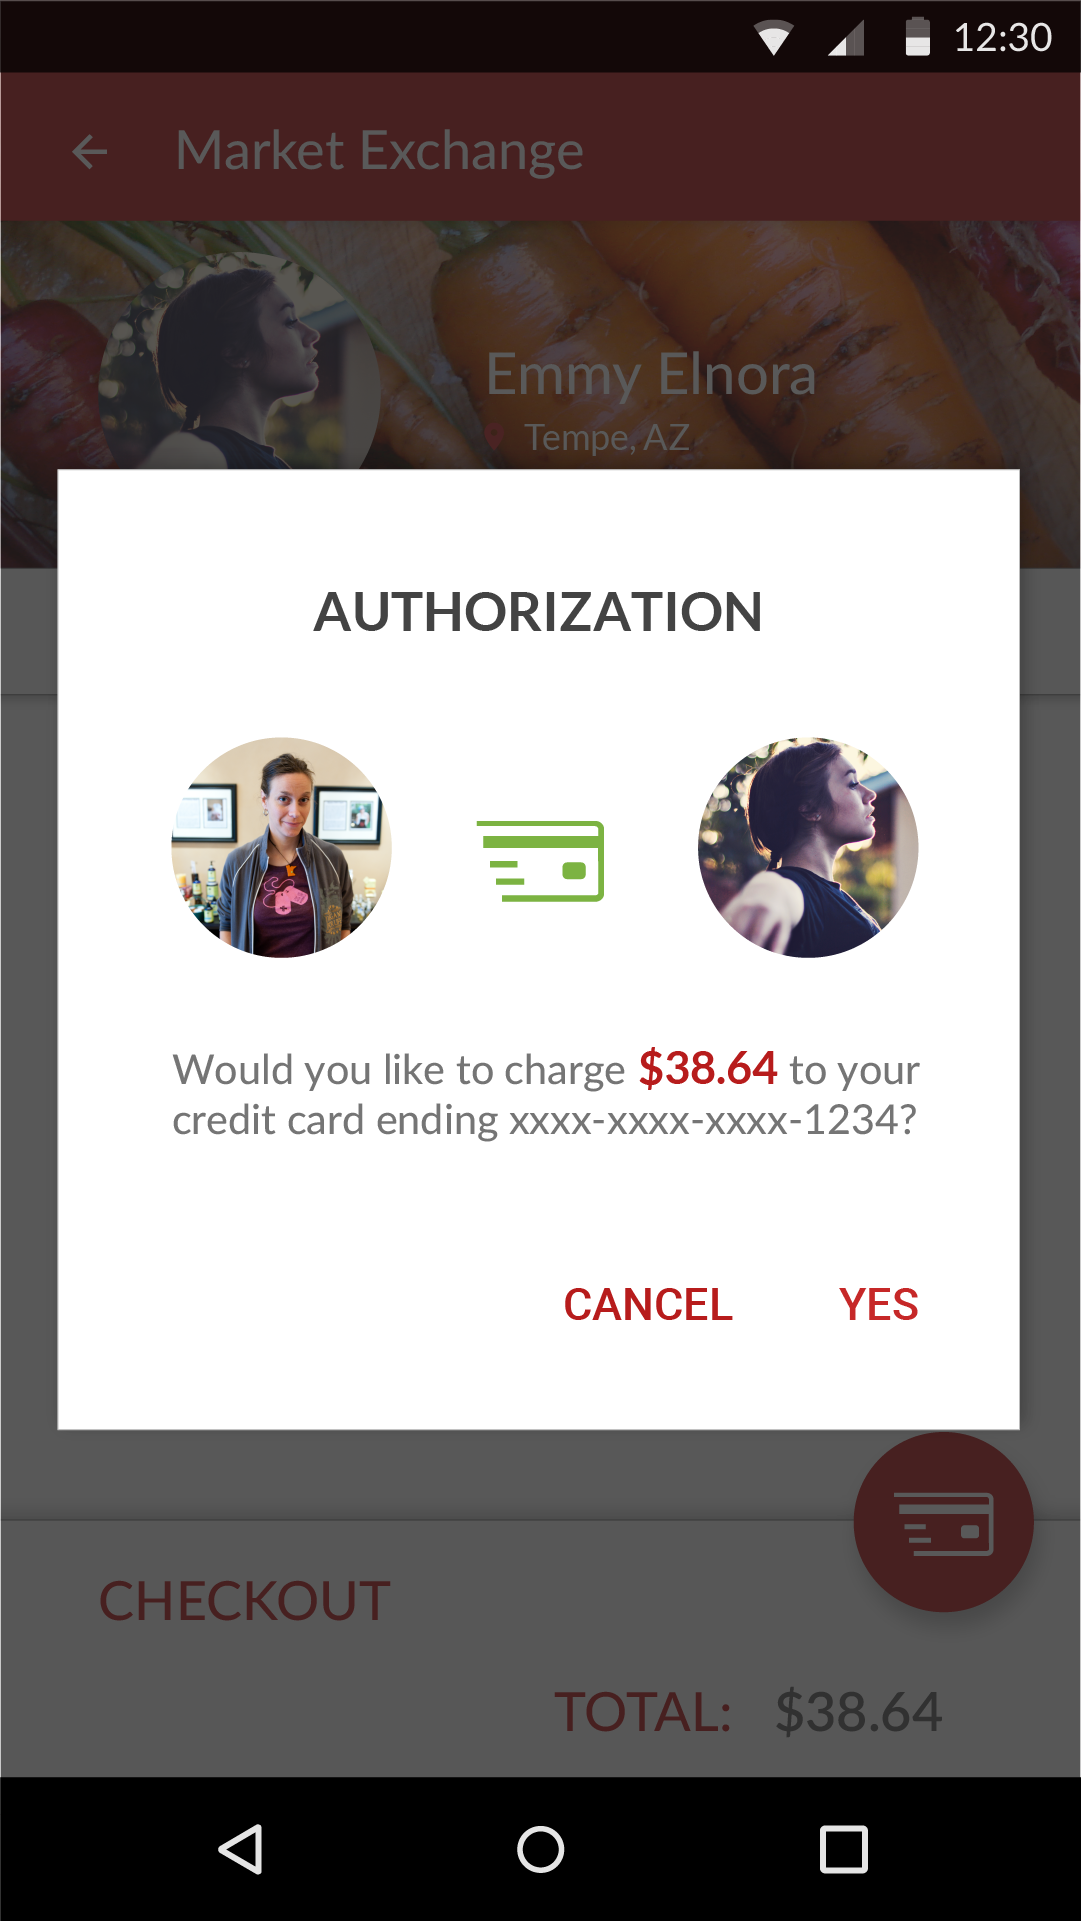 12:30
Market Exchange
Emmy Elnora
Tempe, AZ
AUTHORIZATION
Would you like to charge $38.64 to your
credit card ending xxxx-xxxx-xxxx-1234?
CANCEL YES
CHECKOUT
TOTAL: $38.64